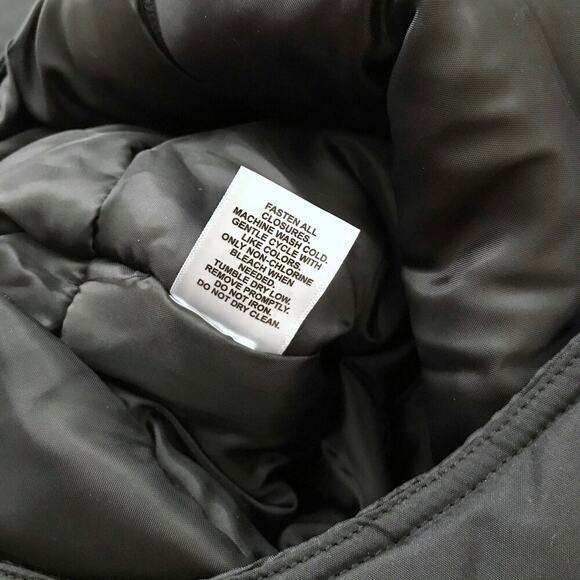 FASTEN ALL
CLOSURES.
MACHINE WASH COLD.
GENTLE CYCLE WITH
LIKE COLORS.
ONLY NON-CHLORINE
BLEACH WHEN
NEEDED.
TUMBLE DRY LOW.
REMOVE PROMPTLY.
DO NOT IRON.
DO NOT DRY CLEAN.